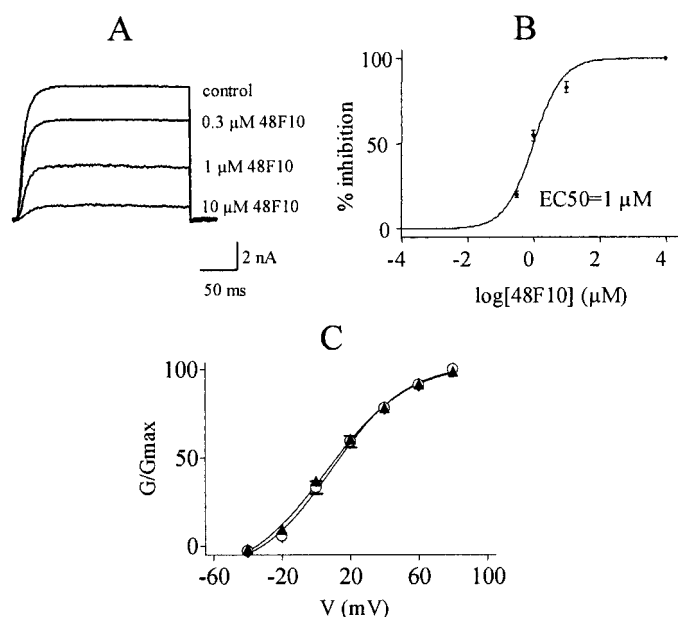 A
control
0.3 µM 48F10
1 µM 48F10
10 µM 48F10
2 nA
50 ms
B
100
50
0
% inhibition
EC50=1 µM
-4 -2 0 2 4
log[48F10] (µM)
C
100
50
0
G/Gmax
-60 -20 20 60 100
V (mV)